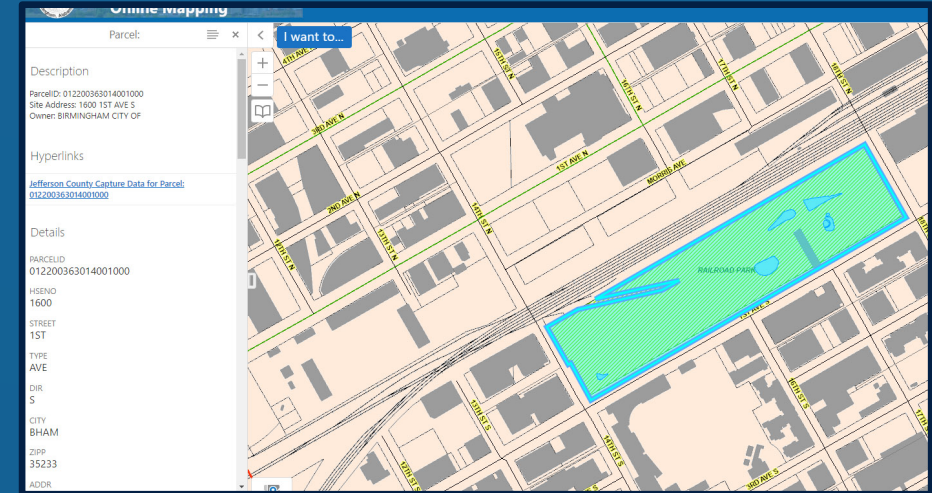 Online Mapping
Parcel:
I want to...
Description
ParcelID: 012200363014001000
Site Address: 1600 1ST AVE S
Owner: BIRMINGHAM CITY OF
Hyperlinks
Jefferson County Capture Data for Parcel:
012200363014001000
Details
PARCELID
012200363014001000
HSENO
1600
STREET
1ST
TYPE
AVE
DIR
S
CITY
BHAM
ZIPP
35233
ADDR
4TH AVE N
15TH ST N
16TH ST N
17TH ST N
18TH ST N
3RD AVE N
1ST AVE N
MORRIS AVE
2ND AVE N
14TH ST N
13TH ST N
12TH ST N
RAILROAD PARK
1ST AVE S
18TH
16TH ST S
17TH S
13TH ST S
14TH ST S
12TH ST S
3RD AVE S